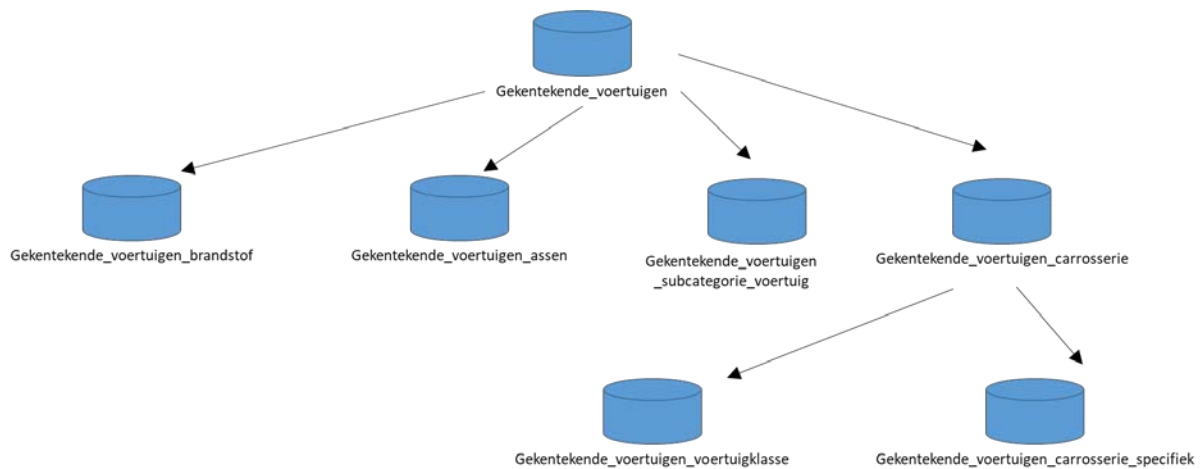 Gekentekende_voertuigen
Gekentekende_voertuigen_brandstof
Gekentekende_voertuigen_assen
Gekentekende_voertuigen
_subcategorie_voertuig
Gekentekende_voertuigen_carrosserie
Gekentekende_voertuigen_voertuigklasse
Gekentekende_voertuigen_carrosserie_specifiek